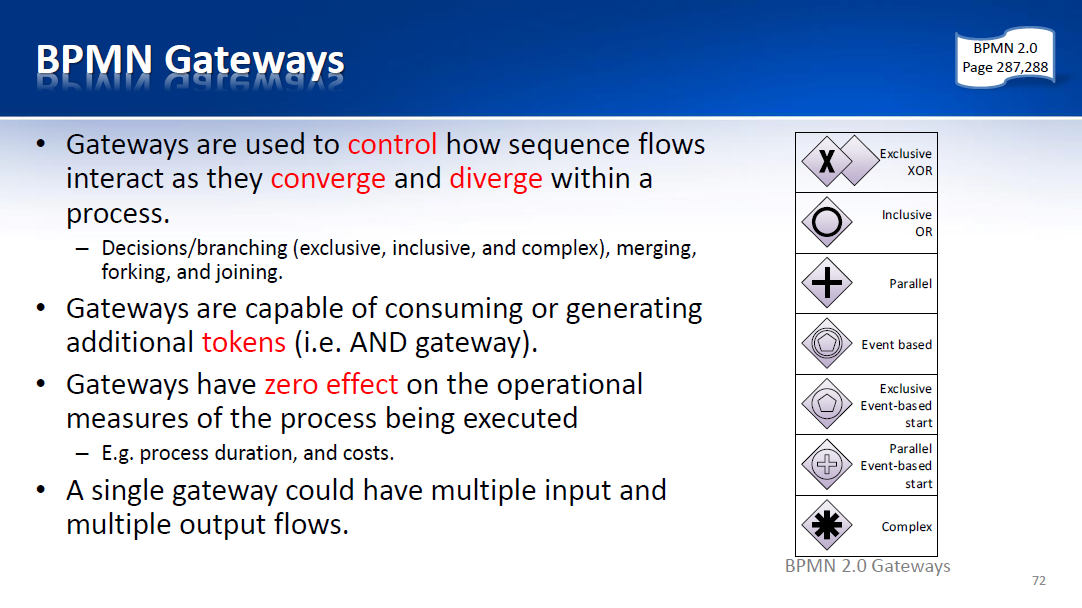 BPMN Gateways
BPMN 2.0
Page 287,288
• Gateways are used to control how sequence flows
interact as they converge and diverge within a
process.
– Decisions/branching (exclusive, inclusive, and complex), merging,
forking, and joining.
• Gateways are capable of consuming or generating
additional tokens (i.e. AND gateway).
• Gateways have zero effect on the operational
measures of the process being executed
– E.g. process duration, and costs.
• A single gateway could have multiple input and
multiple output flows.
X
Exclusive
XOR
Inclusive
OR
Parallel
Event based
Exclusive
Event-based
start
Parallel
Event-based
start
Complex
BPMN 2.0 Gateways
72